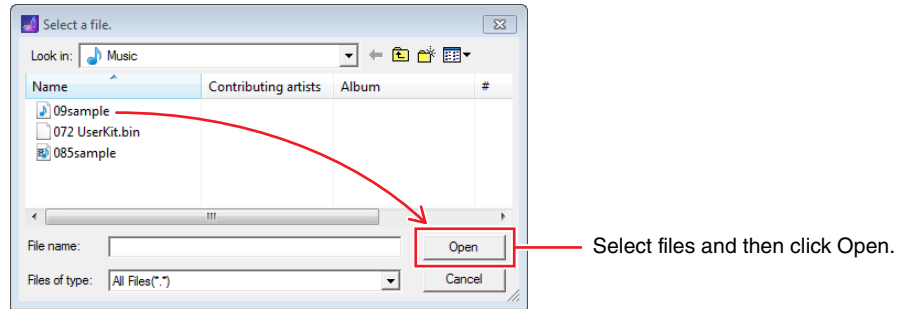 Select a file.
Look in: Music
Name Contributing artists Album #
09sample
072 UserKit.bin
085sample
File name: Open
Select files and then click Open.
Files of type: All Files(*.*) Cancel